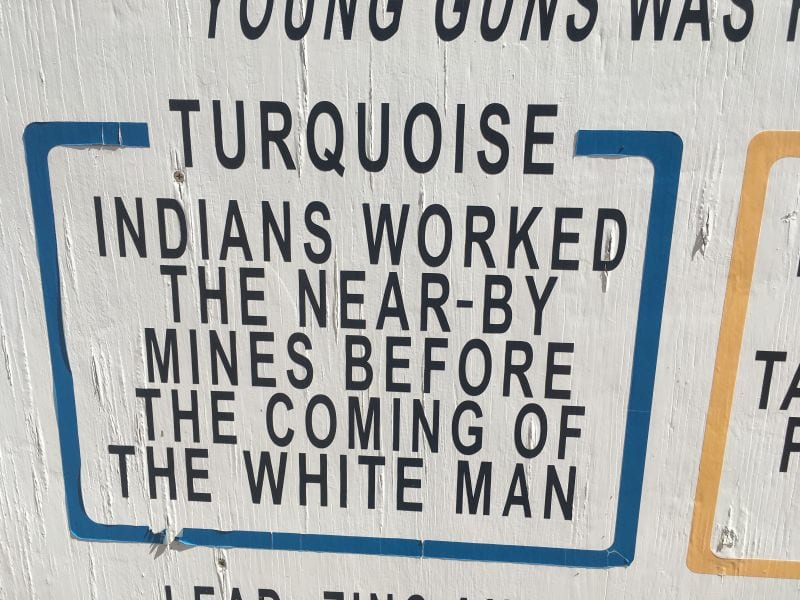 YOUNG GUNS WAS
TURQUOISE
INDIANS WORKED
THE NEAR-BY
MINES BEFORE
THE COMING OF
THE WHITE MAN